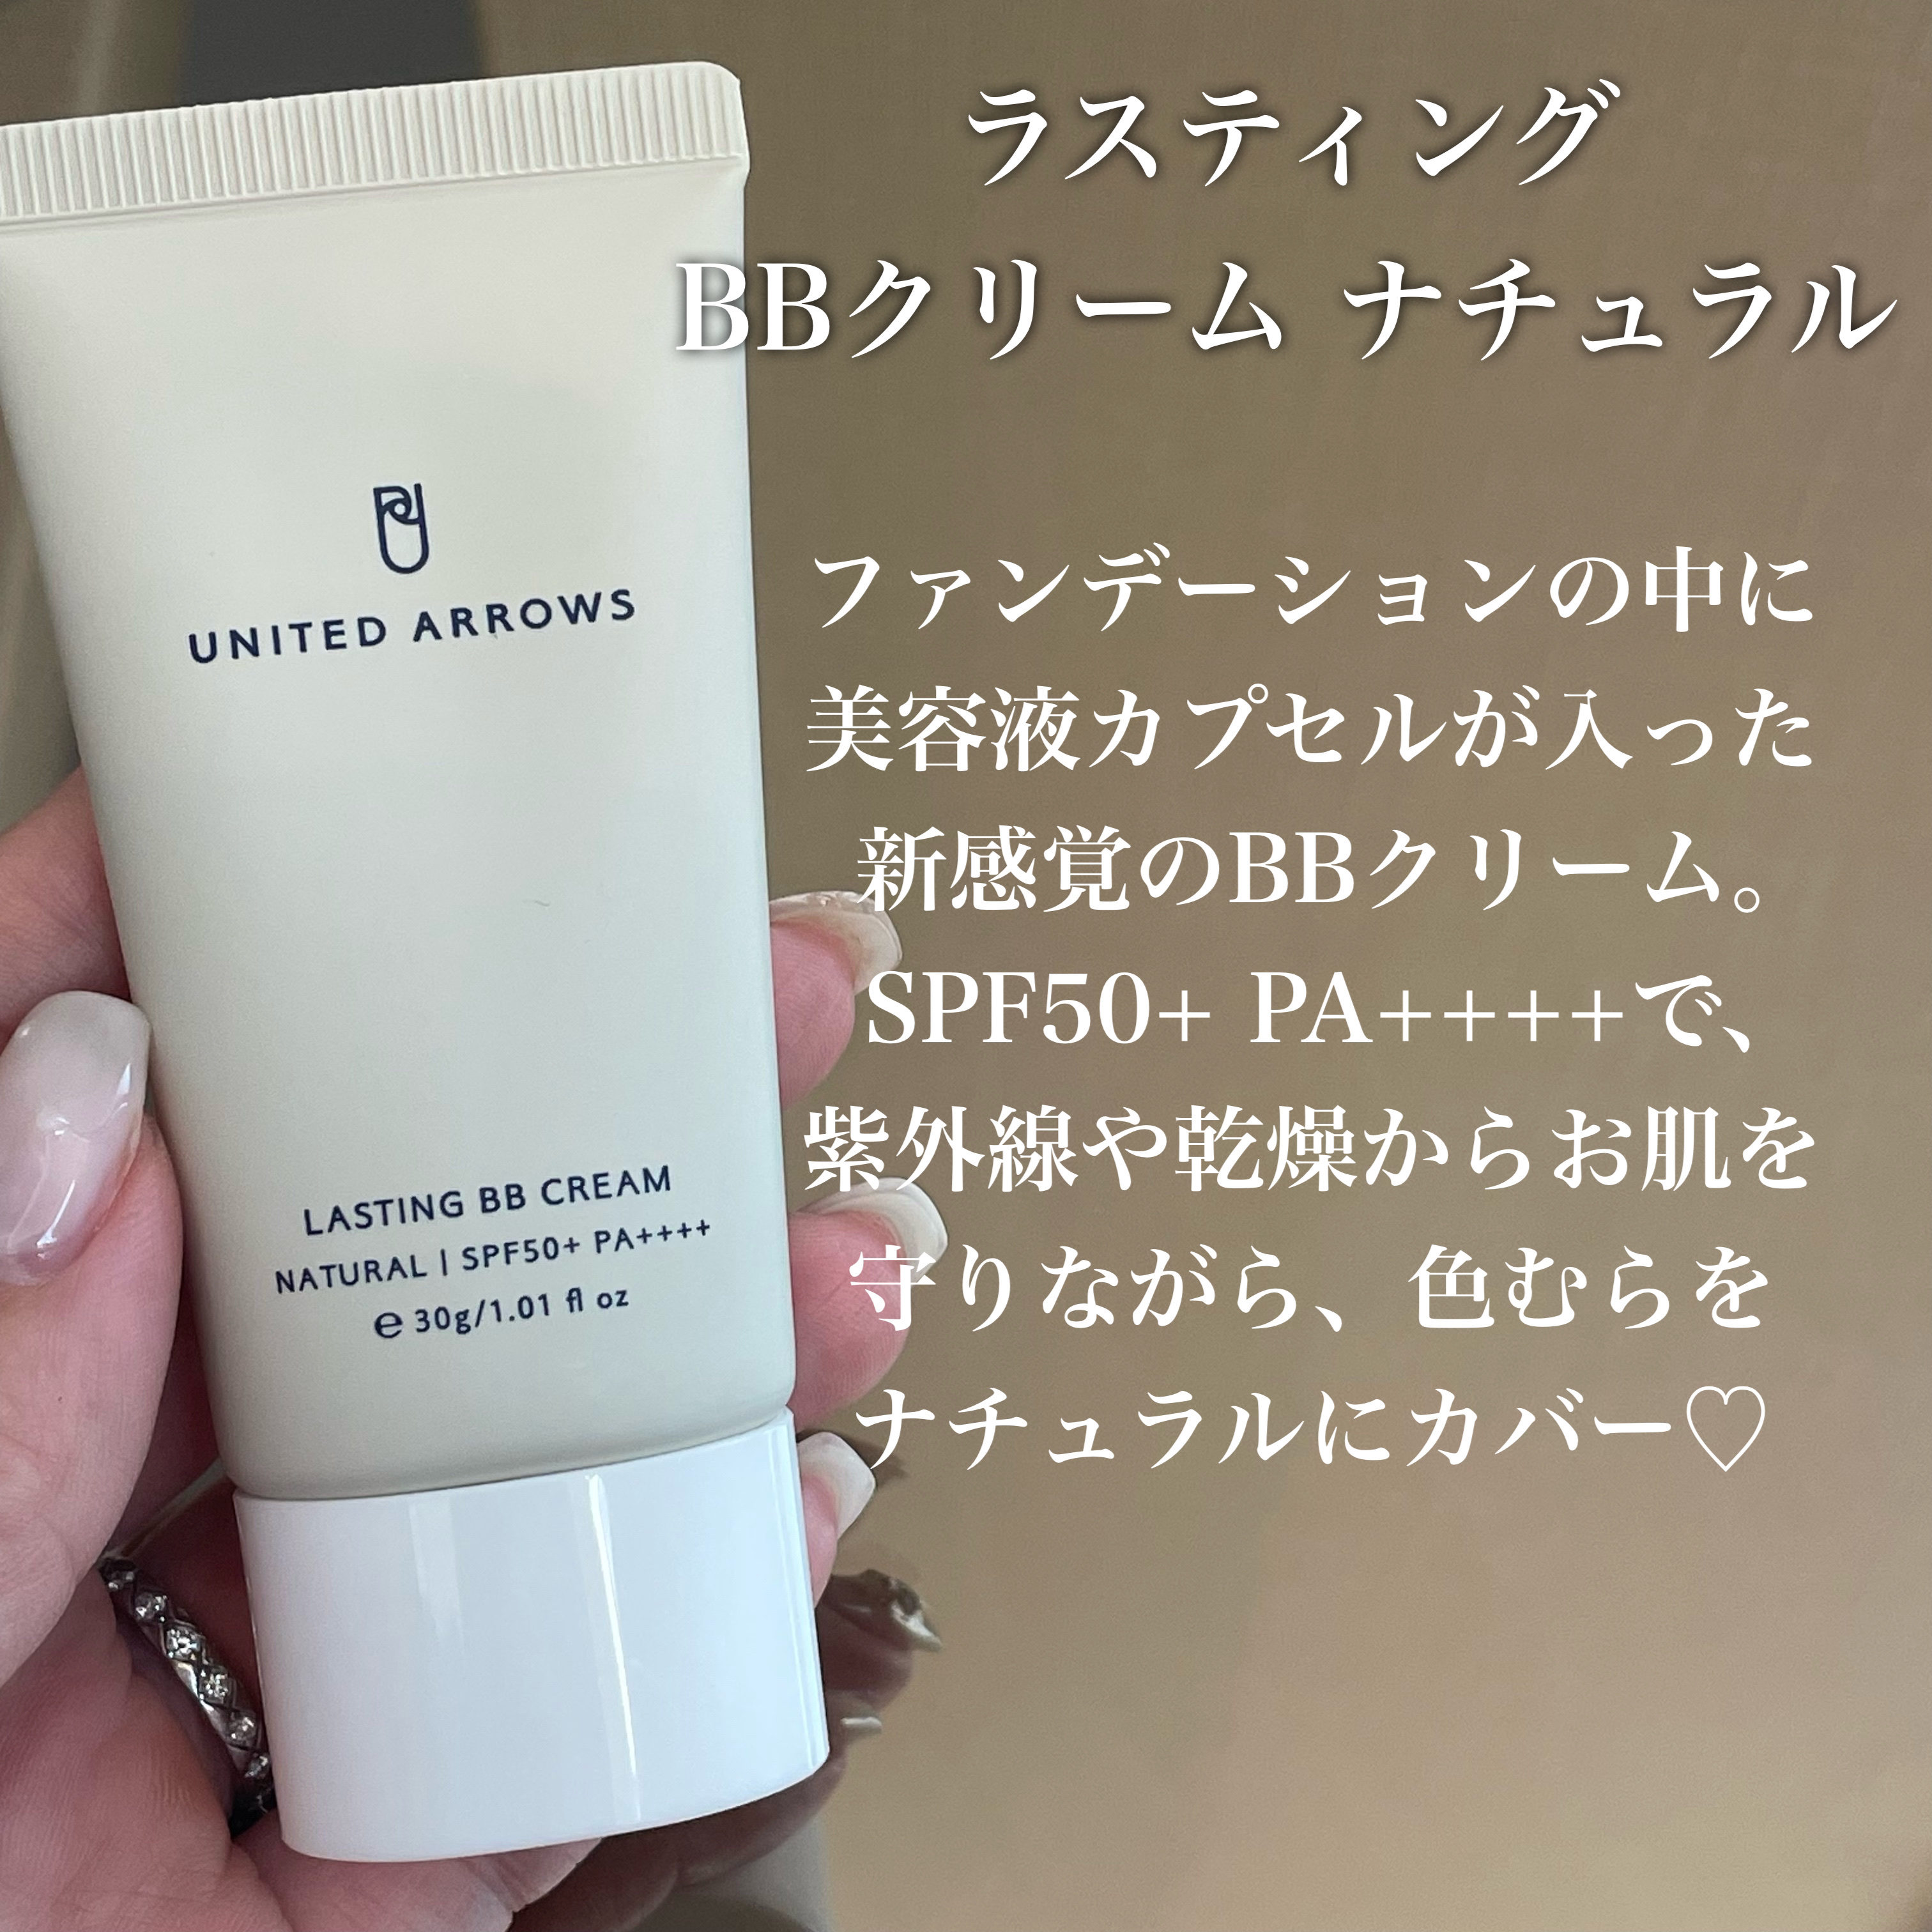 ラスティング
BBクリーム ナチュラル
ファンデーションの中に
美容液カプセルが入った
新感覚のBBクリーム。
SPF50+ PA++++で、
紫外線や乾燥からお肌を
守りながら、色むらを
ナチュラルにカバー♡
UNITED ARROWS
LASTING BB CREAM
NATURAL | SPF50+ PA++++
℮ 30g/1.01 fl oz